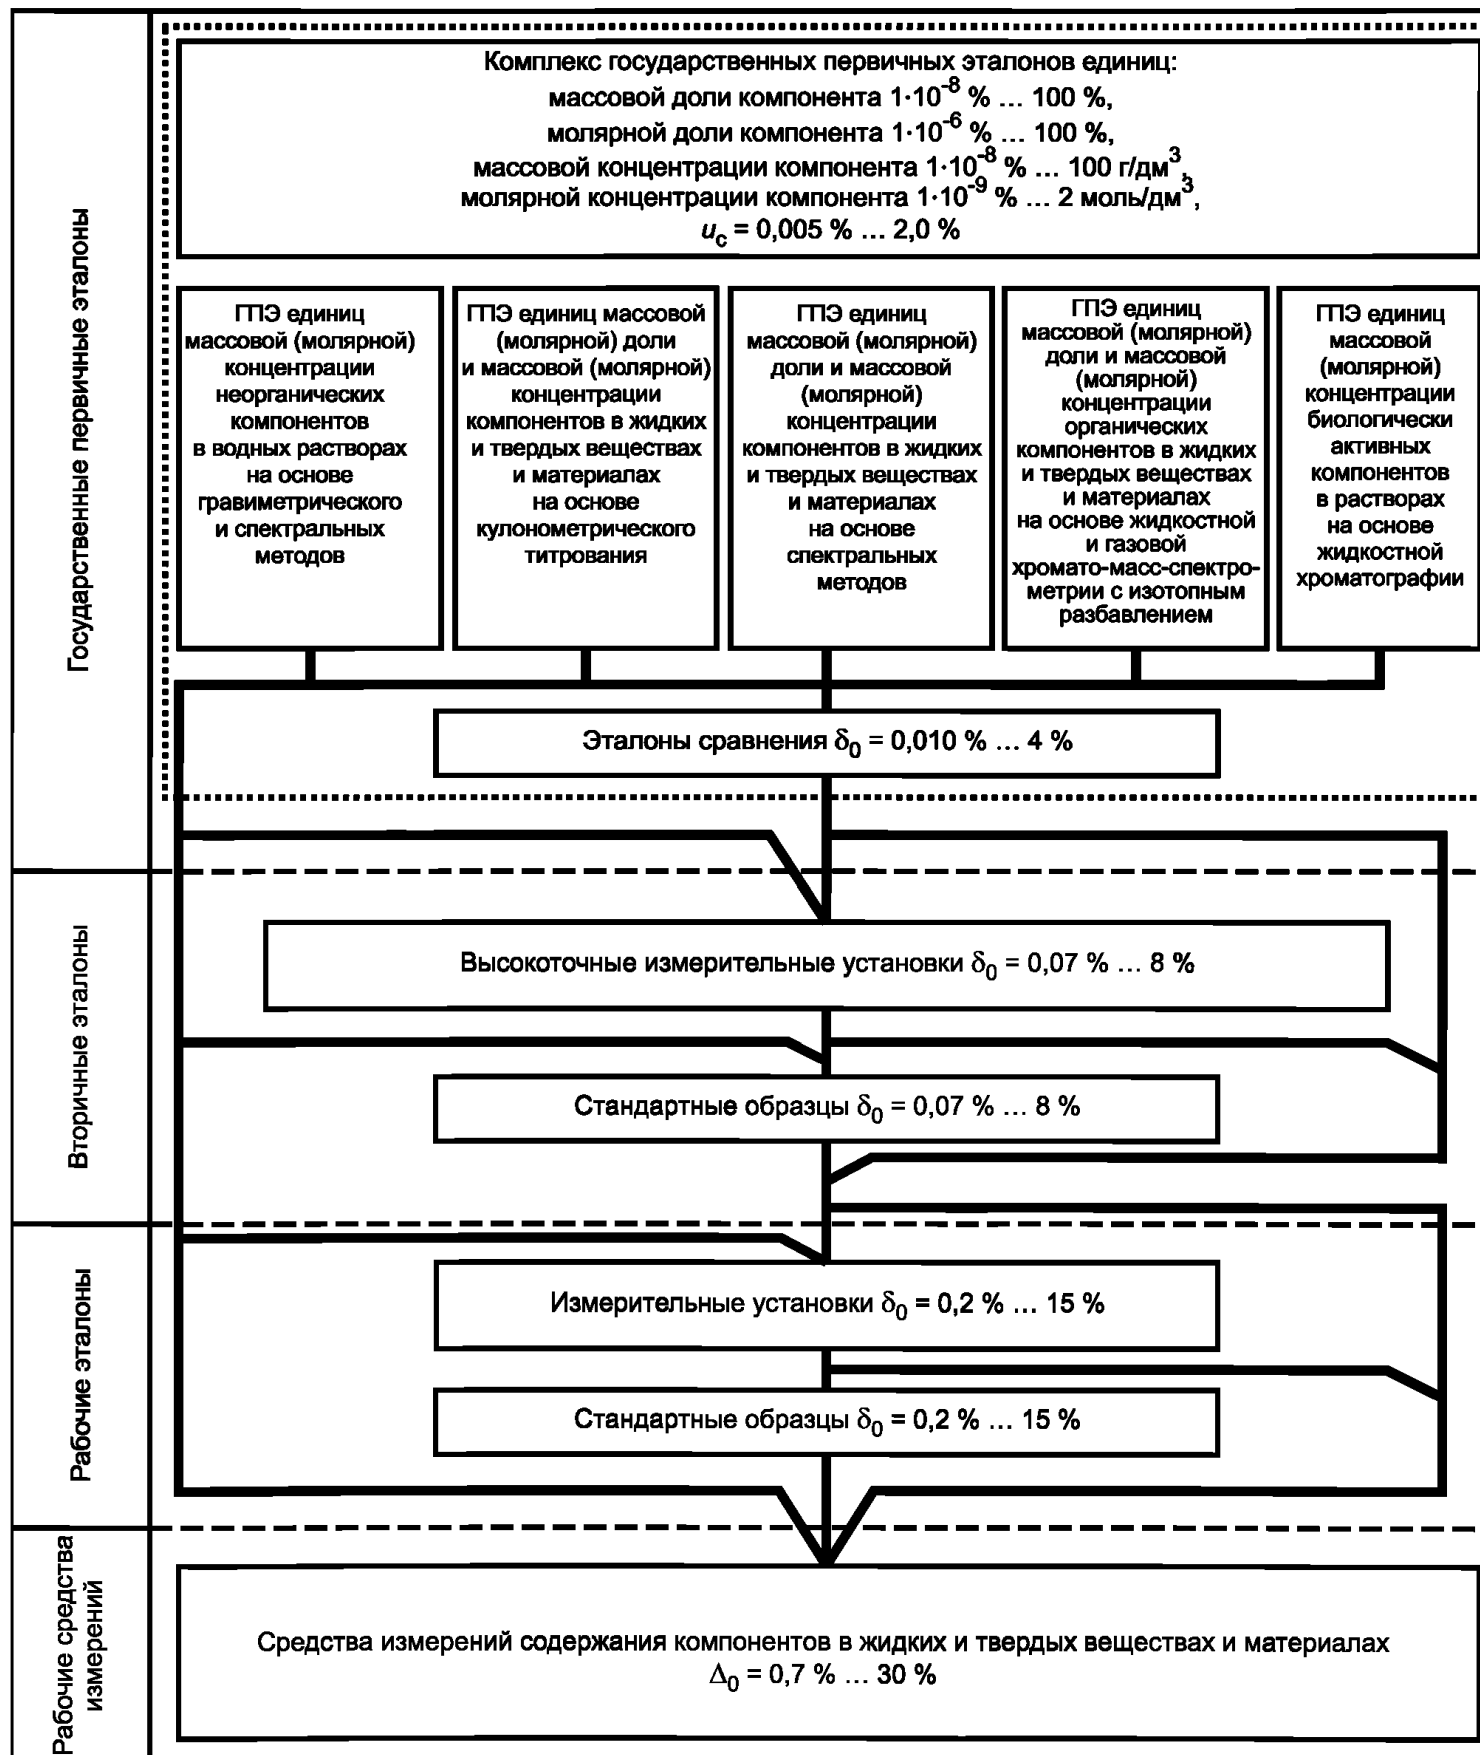 Государственные первичные эталоны
Комплекс государственных первичных эталонов единиц:
массовой доли компонента 1·10⁻⁸ % ... 100 %,
молярной доли компонента 1·10⁻⁶ % ... 100 %,
массовой концентрации компонента 1·10⁻⁸ % ... 100 г/дм³,
молярной концентрации компонента 1·10⁻⁹ % ... 2 моль/дм³,
u_c = 0,005 % ... 2,0 %
ГПЭ единиц
массовой (молярной)
концентрации
неорганических
компонентов
в водных растворах
на основе
гравиметрического
и спектральных
методов
ГПЭ единиц массовой
(молярной) доли
и массовой (молярной)
концентрации
компонентов в жидких
и твердых веществах
и материалах
на основе
кулонометрического
титрования
ГПЭ единиц
массовой (молярной)
доли и массовой
(молярной)
концентрации
компонентов в жидких
и твердых веществах
и материалах
на основе
спектральных
методов
ГПЭ единиц
массовой (молярной)
доли и массовой
(молярной)
концентрации
органических
компонентов в жидких
и твердых веществах
и материалах
на основе жидкостной
и газовой
хромато-масс-спектро-
метрии с изотопным
разбавлением
ГПЭ единиц
массовой
(молярной)
концентрации
биологически
активных
компонентов
в растворах
на основе
жидкостной
хроматографии
Эталоны сравнения δ₀ = 0,010 % ... 4 %
Вторичные эталоны
Высокоточные измерительные установки δ₀ = 0,07 % ... 8 %
Стандартные образцы δ₀ = 0,07 % ... 8 %
Рабочие эталоны
Измерительные установки δ₀ = 0,2 % ... 15 %
Стандартные образцы δ₀ = 0,2 % ... 15 %
Рабочие средства
измерений
Средства измерений содержания компонентов в жидких и твердых веществах и материалах
Δ₀ = 0,7 % ... 30 %